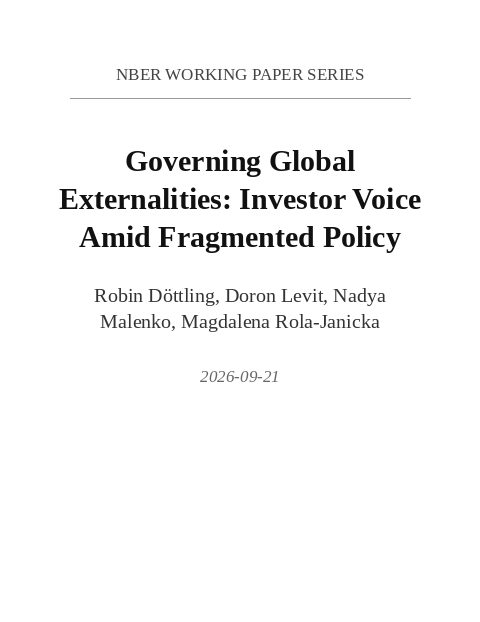 NBER WORKING PAPER SERIES
Governing Global
Externalities: Investor Voice
Amid Fragmented Policy
Robin Döttling, Doron Levit, Nadya
Malenko, Magdalena Rola-Janicka
2026-09-21